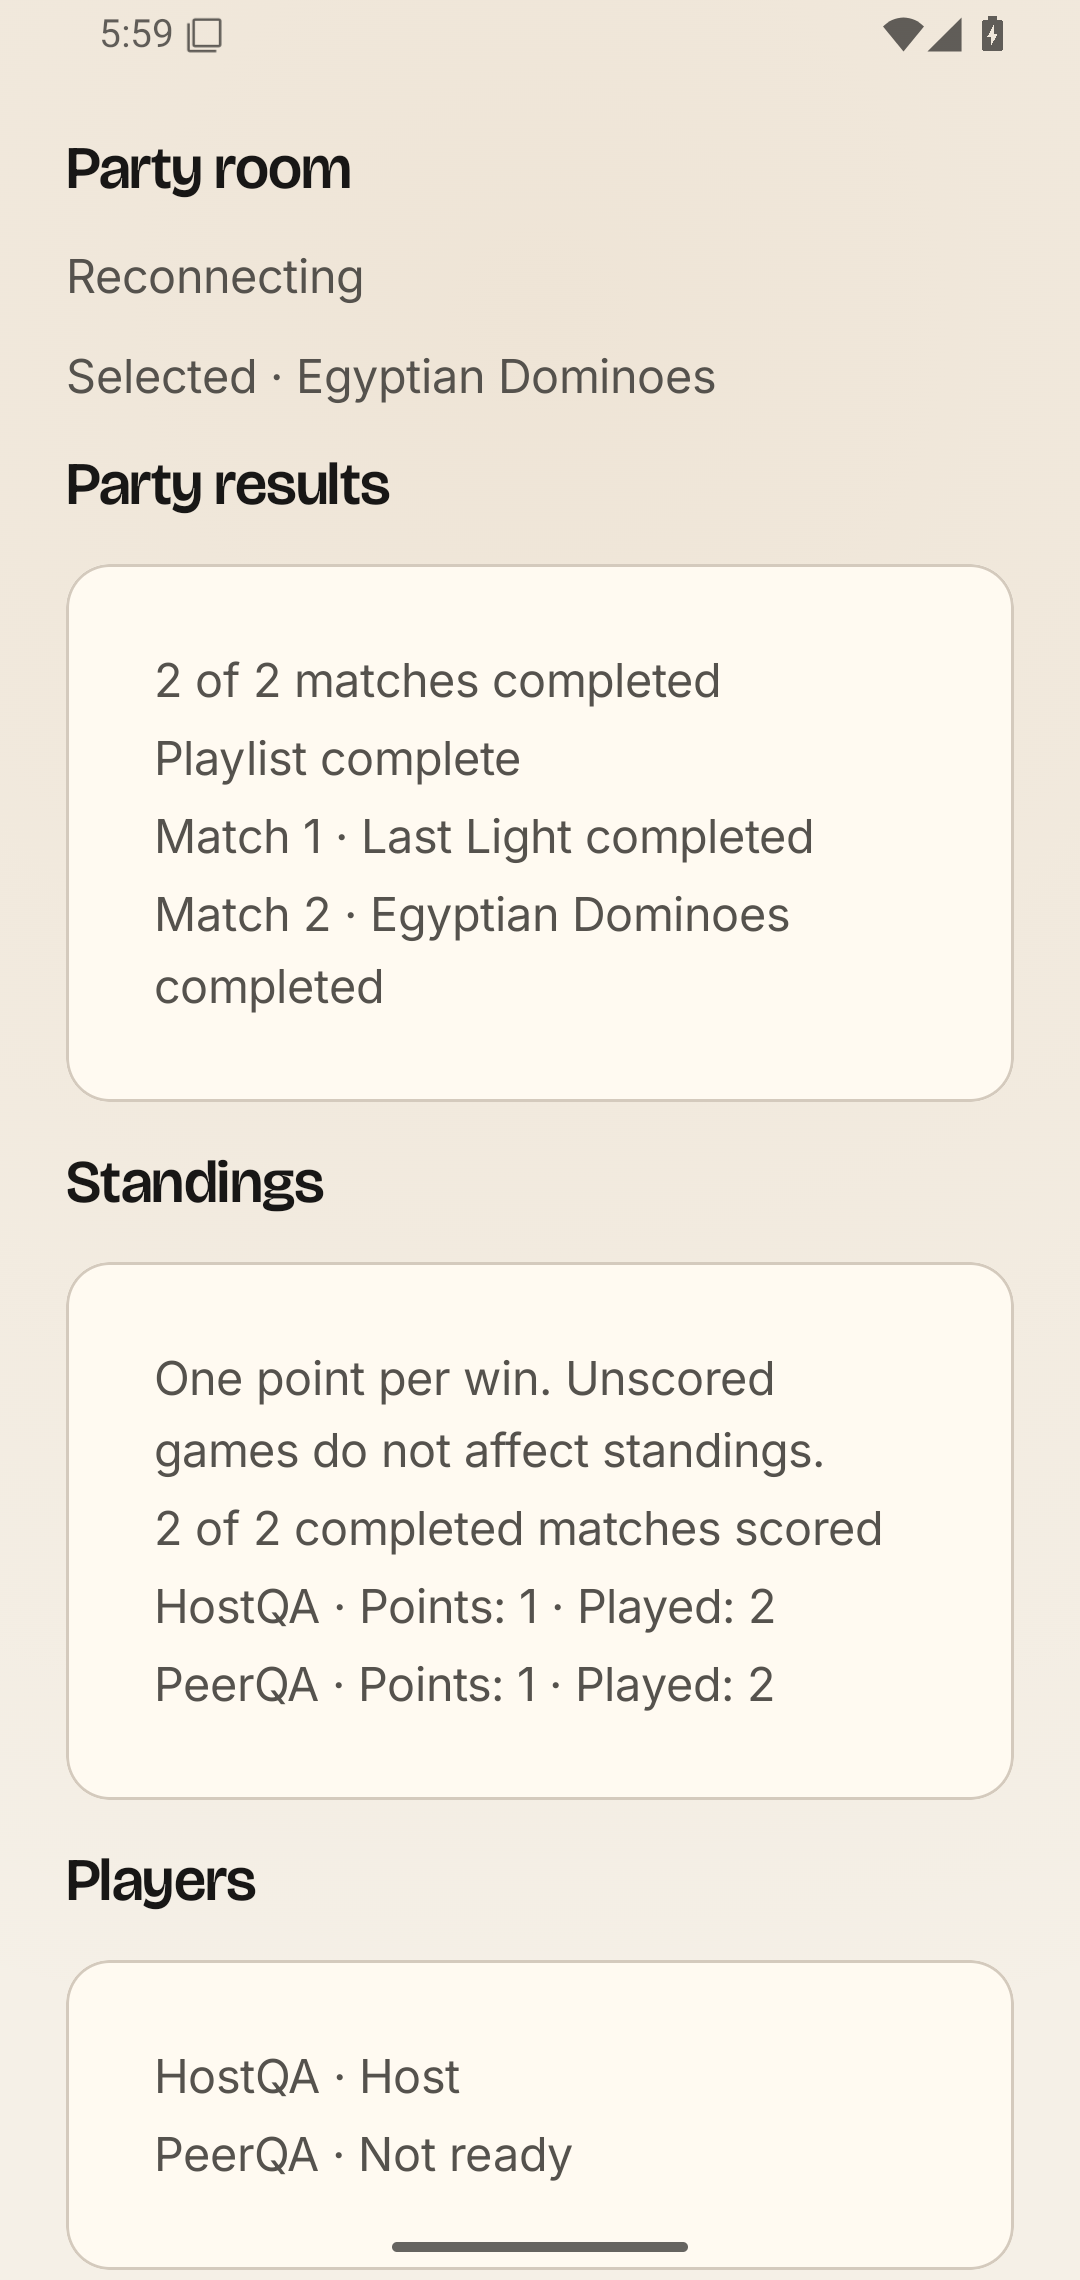 5:59
Party room
Reconnecting
Selected · Egyptian Dominoes
Party results
2 of 2 matches completed
Playlist complete
Match 1 · Last Light completed
Match 2 · Egyptian Dominoes
completed
Standings
One point per win. Unscored
games do not affect standings.
2 of 2 completed matches scored
HostQA · Points: 1 · Played: 2
PeerQA · Points: 1 · Played: 2
Players
HostQA · Host
PeerQA · Not ready